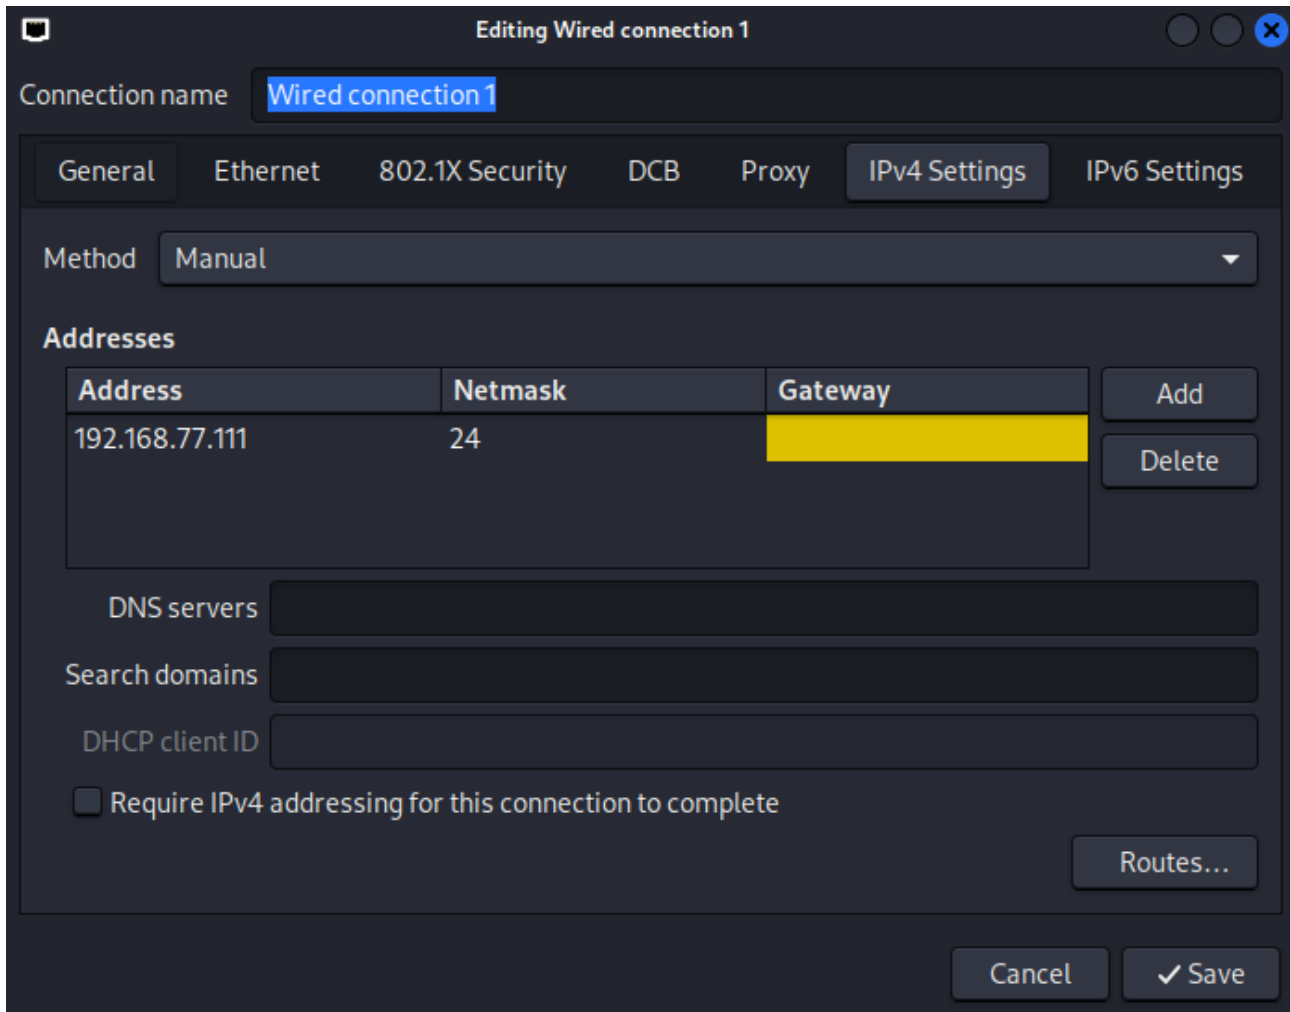 Editing Wired connection 1
Connection name Wired connection 1
General Ethernet 802.1X Security DCB Proxy IPv4 Settings IPv6 Settings
Method Manual
Addresses
Address Netmask Gateway Add
192.168.77.111 24
Delete
DNS servers
Search domains
DHCP client ID
Require IPv4 addressing for this connection to complete
Routes...
Cancel Save